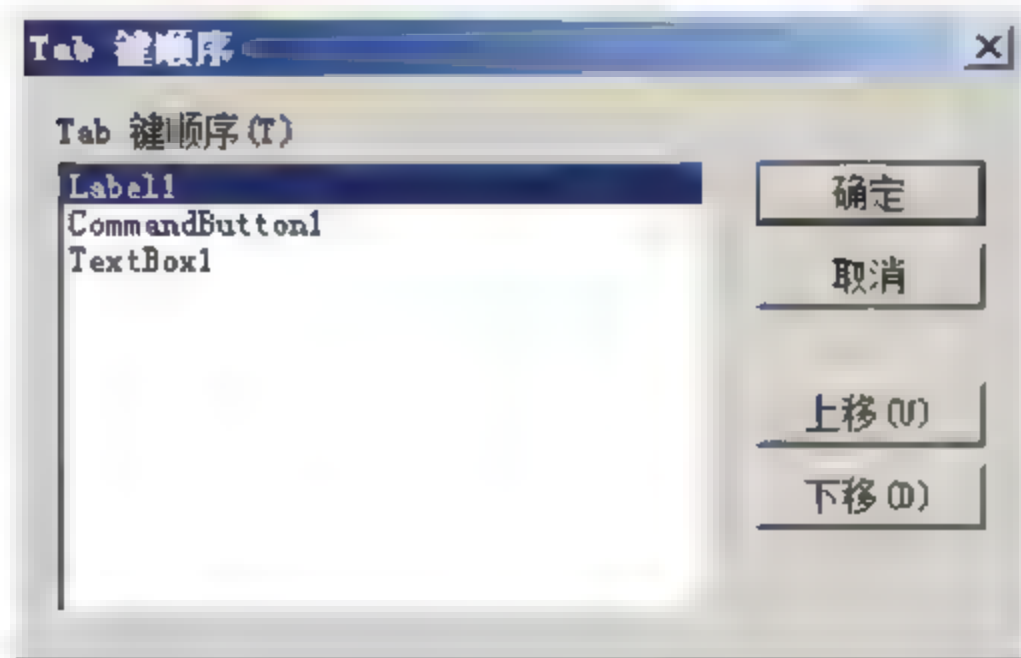 Tab 键顺序
Tab 键顺序(T)
Label1
CommandButton1
TextBox1
确定
取消
上移(U)
下移(D)